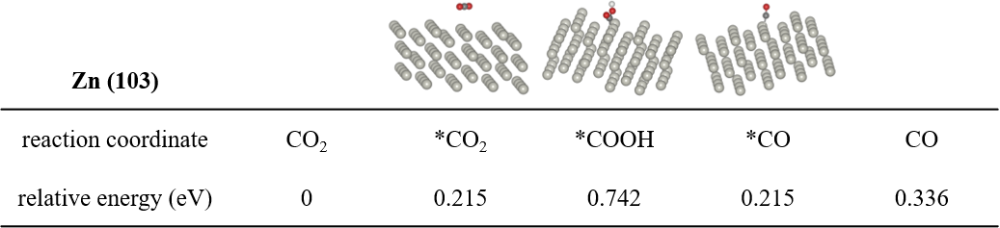 Zn (103)
reaction coordinate CO₂ *CO₂ *COOH *CO CO
relative energy (eV) 0 0.215 0.742 0.215 0.336